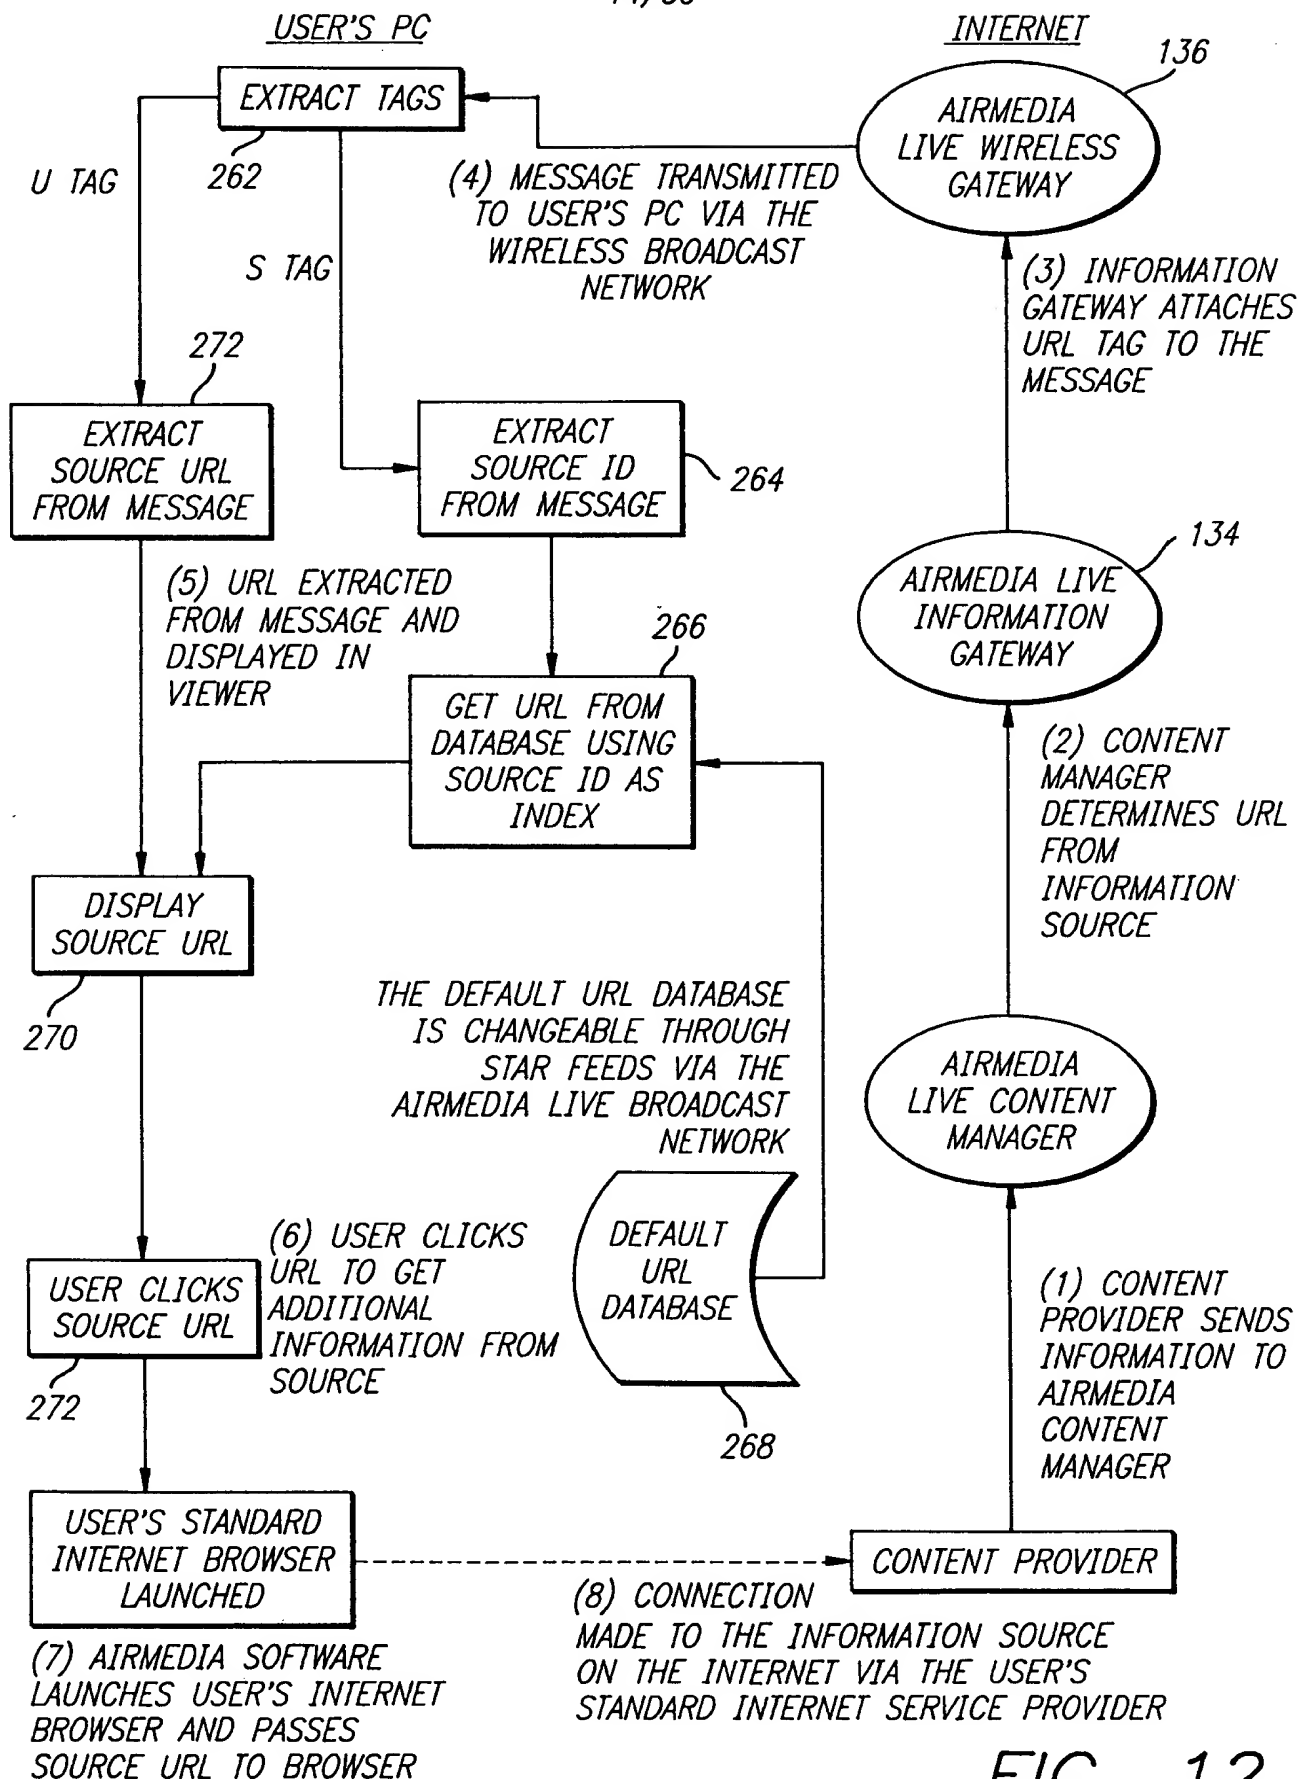 USER'S PC
INTERNET
136
EXTRACT TAGS
AIRMEDIA
LIVE WIRELESS
GATEWAY
262
U TAG
S TAG
(4) MESSAGE TRANSMITTED
TO USER'S PC VIA THE
WIRELESS BROADCAST
NETWORK
(3) INFORMATION
GATEWAY ATTACHES
URL TAG TO THE
MESSAGE
272
EXTRACT
SOURCE URL
FROM MESSAGE
EXTRACT
SOURCE ID
FROM MESSAGE
264
134
AIRMEDIA LIVE
INFORMATION
GATEWAY
(5) URL EXTRACTED
FROM MESSAGE AND
DISPLAYED IN
VIEWER
266
GET URL FROM
DATABASE USING
SOURCE ID AS
INDEX
(2) CONTENT
MANAGER
DETERMINES URL
FROM
INFORMATION
SOURCE
DISPLAY
SOURCE URL
270
THE DEFAULT URL DATABASE
IS CHANGEABLE THROUGH
STAR FEEDS VIA THE
AIRMEDIA LIVE BROADCAST
NETWORK
AIRMEDIA
LIVE CONTENT
MANAGER
DEFAULT
URL
DATABASE
268
(6) USER CLICKS
URL TO GET
ADDITIONAL
INFORMATION FROM
SOURCE
USER CLICKS
SOURCE URL
272
(1) CONTENT
PROVIDER SENDS
INFORMATION TO
AIRMEDIA
CONTENT
MANAGER
USER'S STANDARD
INTERNET BROWSER
LAUNCHED
CONTENT PROVIDER
(8) CONNECTION
MADE TO THE INFORMATION SOURCE
ON THE INTERNET VIA THE USER'S
STANDARD INTERNET SERVICE PROVIDER
(7) AIRMEDIA SOFTWARE
LAUNCHES USER'S INTERNET
BROWSER AND PASSES
SOURCE URL TO BROWSER
FIG. 12